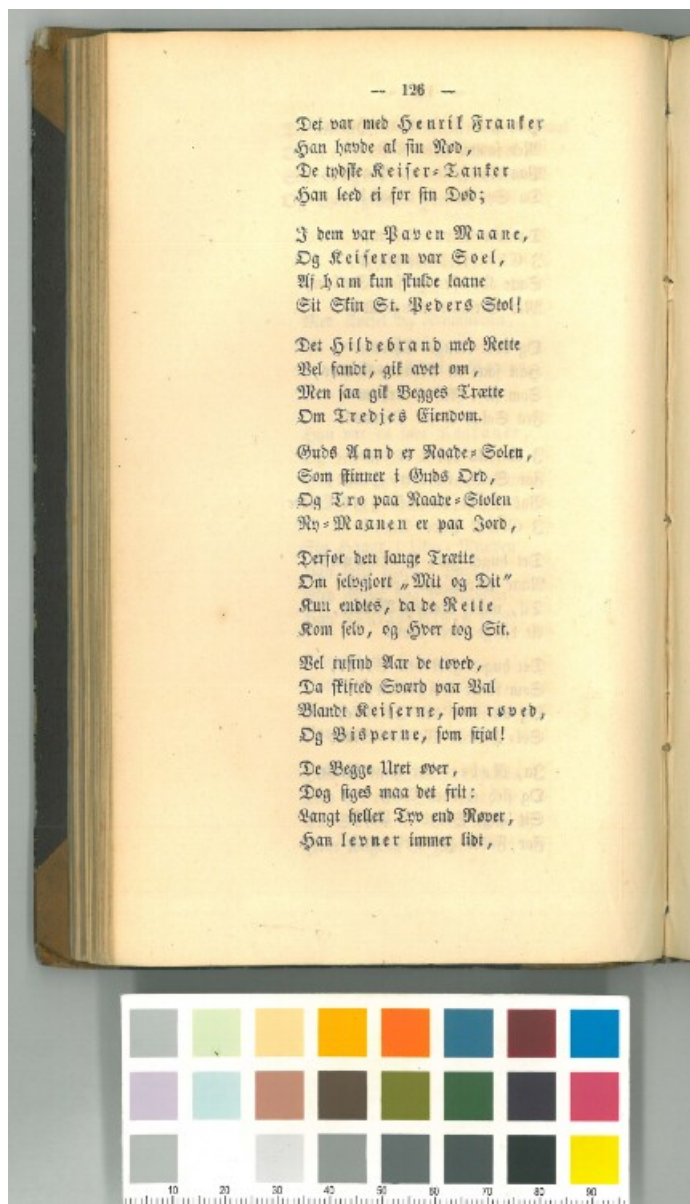 — 126 —
Det var med Henrik Franker
Han havde al sin Nød,
De tydske Keiser-Tanker
Han leed ei for sin Død;
I dem var Paven Maane,
Og Keiseren var Soel,
Af ham kun skulde laane
Sit Skin St. Peders Stol!
Det Hildebrand med Rette
Vel fandt, gik avet om,
Men saa gik Begges Trætte
Om Tredjes Eiendom.
Guds Aand er Naade-Solen,
Som skinner i Guds Ord,
Og Tro paa Naade-Stolen
Ny-Maanen er paa Jord,
Derfor den lange Trætte
Om selvgjort „Mit og Dit”
Kun endtes, da de Rette
Kom selv, og Hver tog Sit.
Vel tusind Aar de tøved,
Da skifted Sværd paa Val
Blandt Keiserne, som røved,
Og Bisperne, som stjal!
De Begge Uret øver,
Dog siges maa det frit:
Langt heller Tyv end Røver,
Han levner immer lidt,
10 20 30 40 50 60 70 80 90